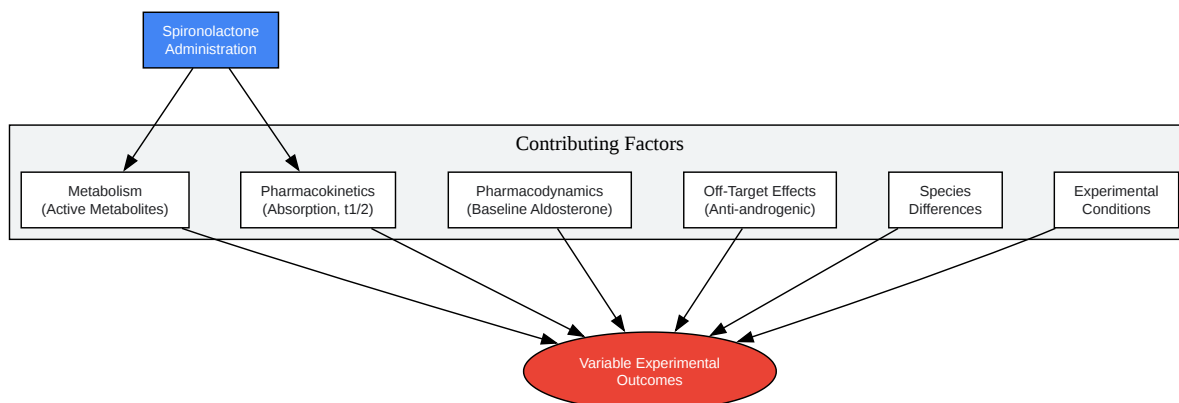 Spironolactone
Administration
Contributing Factors
Metabolism
(Active Metabolites)
Pharmacokinetics
(Absorption, t1/2)
Pharmacodynamics
(Baseline Aldosterone)
Off-Target Effects
(Anti-androgenic)
Species
Differences
Experimental
Conditions
Variable Experimental
Outcomes